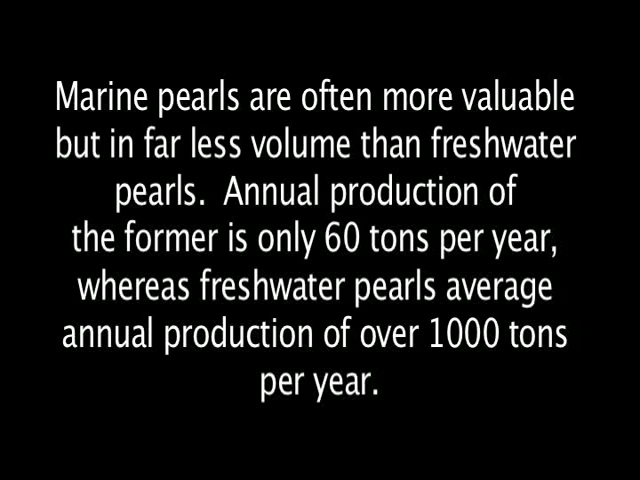 Marine pearls are often more valuable
but in far less volume than freshwater
pearls.  Annual production of
the former is only 60 tons per year,
whereas freshwater pearls average
annual production of over 1000 tons
per year.